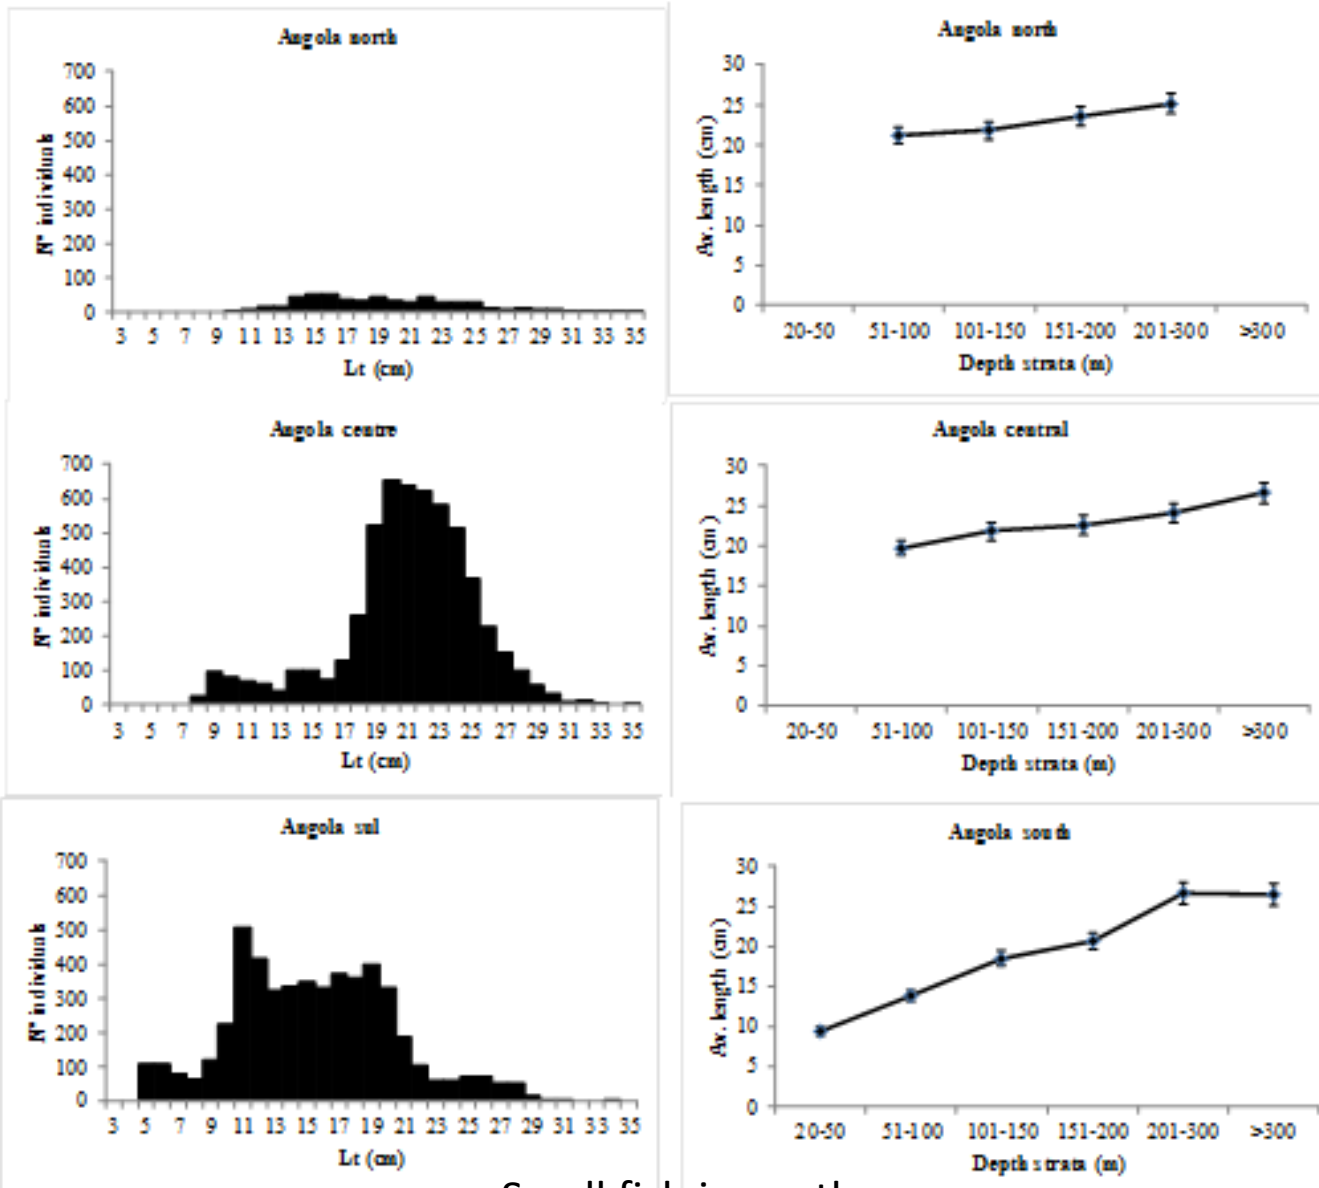 Angola north
700
600
500
400
300
200
100
0
N° individuals
3 5 7 9 11 13 15 17 19 21 23 25 27 29 31 33 35
Lt (cm)
Angola north
30
25
20
15
10
5
0
Av. length (cm)
20-50 51-100 101-150 151-200 201-300 >300
Depth strata (m)
Angola centre
700
600
500
400
300
200
100
0
N° individuals
3 5 7 9 11 13 15 17 19 21 23 25 27 29 31 33 35
Lt (cm)
Angola central
30
25
20
15
10
5
0
Av. length (cm)
20-50 51-100 101-150 151-200 201-300 >300
Depth strata (m)
Angola sul
700
600
500
400
300
200
100
0
N° individuals
3 5 7 9 11 13 15 17 19 21 23 25 27 29 31 33 35
Lt (cm)
Angola south
30
25
20
15
10
5
0
Av. length (cm)
20-50 51-100 101-150 151-200 201-300 >300
Depth strata (m)